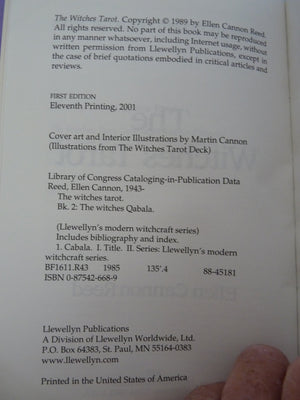 The Witches Tarot. Copyright © 1989 by Ellen Cannon Reed.
All rights reserved. No part of this book may be reproduced
in any manner whatsoever, including Internet usage, without
written permission from Llewellyn Publications, except in
the case of brief quotations embodied in critical articles and
reviews.
FIRST EDITION
Eleventh Printing, 2001
Cover art and Interior Illustrations by Martin Cannon
(Illustrations from The Witches Tarot Deck)
Library of Congress Cataloging-in-Publication Data
Reed, Ellen Cannon, 1943-
The witches tarot.
Bk. 2: The witches Qabala.
(Llewellyn's modern witchcraft series)
Includes bibliography and index.
1. Cabala. I. Title. II. Series: Llewellyn's modern
witchcraft series.
BF1611.R43 1985 135'.4 88-45181
ISBN 0-87542-668-9
Llewellyn Publications
A Division of Llewellyn Worldwide, Ltd.
P.O. Box 64383, St. Paul, MN 55164-0383
www.llewellyn.com
Printed in the United States of America